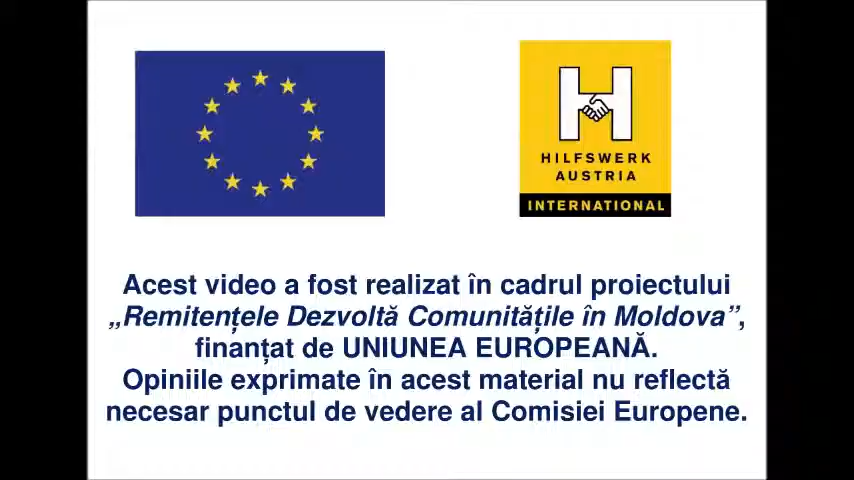 HILFSWERK
AUSTRIA
INTERNATIONAL
Acest video a fost realizat în cadrul proiectului
„Remitențele Dezvoltă Comunitățile în Moldova”,
finanțat de UNIUNEA EUROPEANĂ.
Opiniile exprimate în acest material nu reflectă
necesar punctul de vedere al Comisiei Europene.